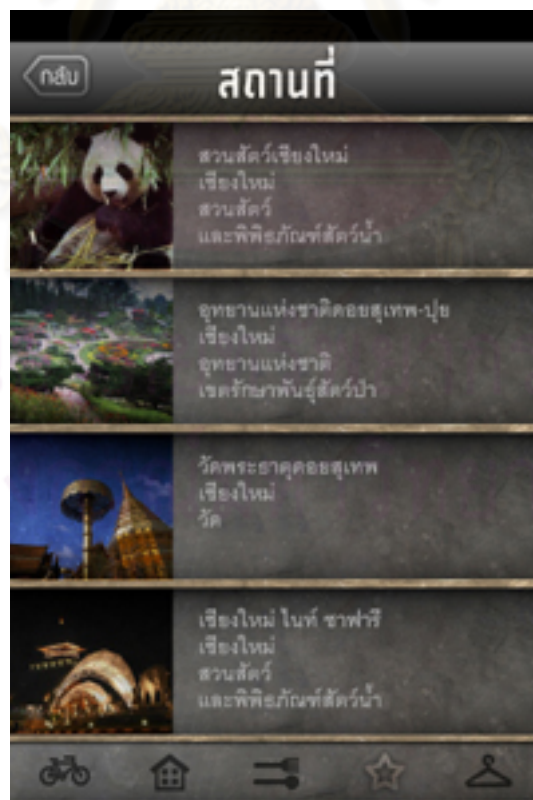 กลับ
สถานที่
สวนสัตว์เชียงใหม่
เชียงใหม่
สวนสัตว์
และพิพิธภัณฑ์สัตว์น้ำ
อุทยานแห่งชาติดอยสุเทพ-ปุย
เชียงใหม่
อุทยานแห่งชาติ
เขตรักษาพันธุ์สัตว์ป่า
วัดพระธาตุดอยสุเทพ
เชียงใหม่
วัด
เชียงใหม่ ไนท์ ซาฟารี
เชียงใหม่
สวนสัตว์
และพิพิธภัณฑ์สัตว์น้ำ